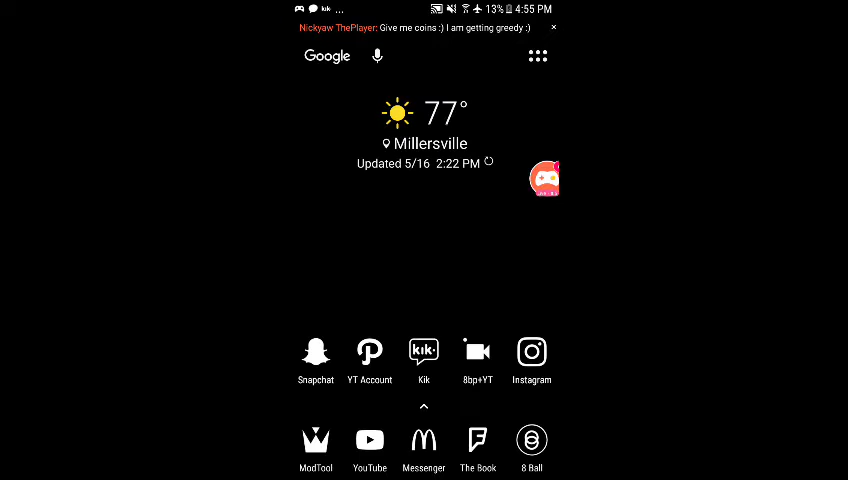 kik ... 13% 4:55 PM
Nickyaw ThePlayer: Give me coins :) I am getting greedy :) ×
Google
77°
Millersville
Updated 5/16 2:22 PM
kik.
Snapchat YT Account Kik 8bp+YT Instagram
ModTool YouTube Messenger The Book 8 Ball